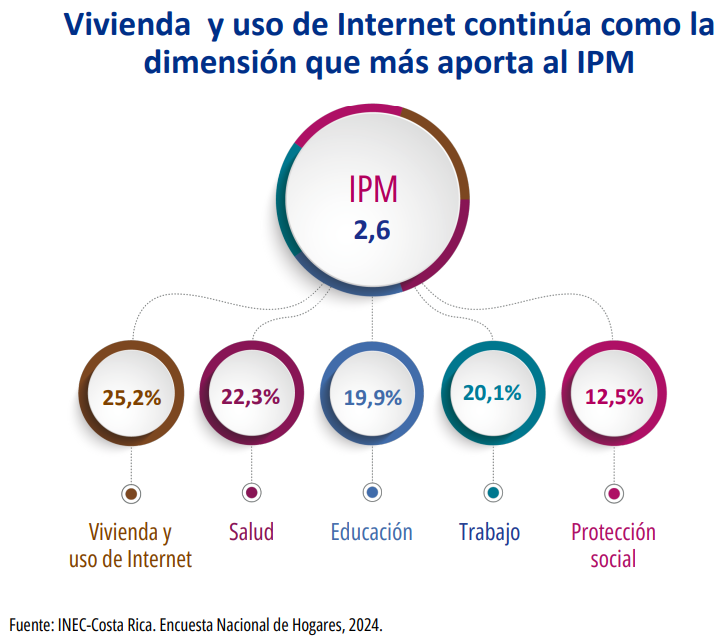 Vivienda  y uso de Internet continúa como la
dimensión que más aporta al IPM
IPM
2,6
25,2%
22,3%
19,9%
20,1%
12,5%
Vivienda y
uso de Internet
Salud
Educación
Trabajo
Protección
social
Fuente: INEC-Costa Rica. Encuesta Nacional de Hogares, 2024.